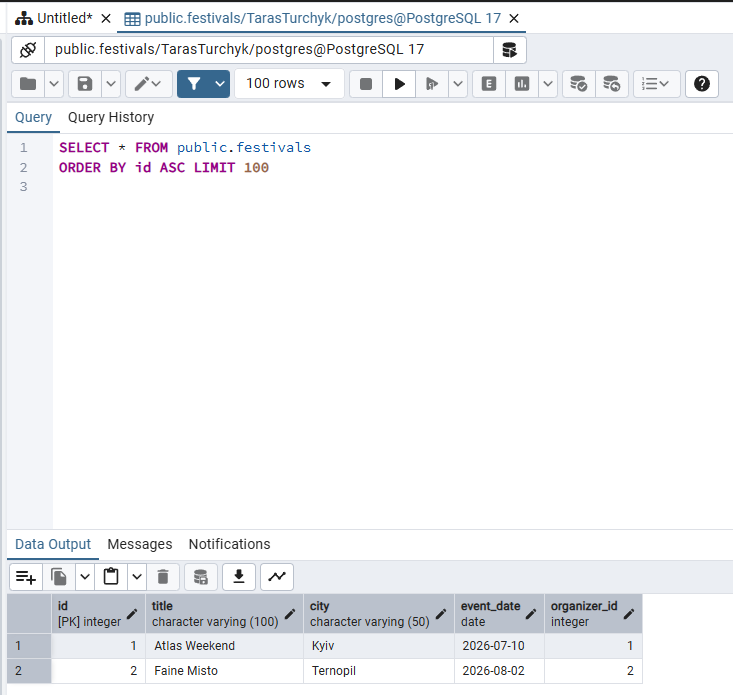 Untitled* public.festivals/TarasTurchyk/postgres@PostgreSQL 17
public.festivals/TarasTurchyk/postgres@PostgreSQL 17
100 rows E
Query Query History
1 SELECT * FROM public.festivals
2 ORDER BY id ASC LIMIT 100
3
Data Output Messages Notifications
id title city event_date organizer_id
[PK] integer character varying (100) character varying (50) date integer
1 1 Atlas Weekend Kyiv 2026-07-10 1
2 2 Faine Misto Ternopil 2026-08-02 2